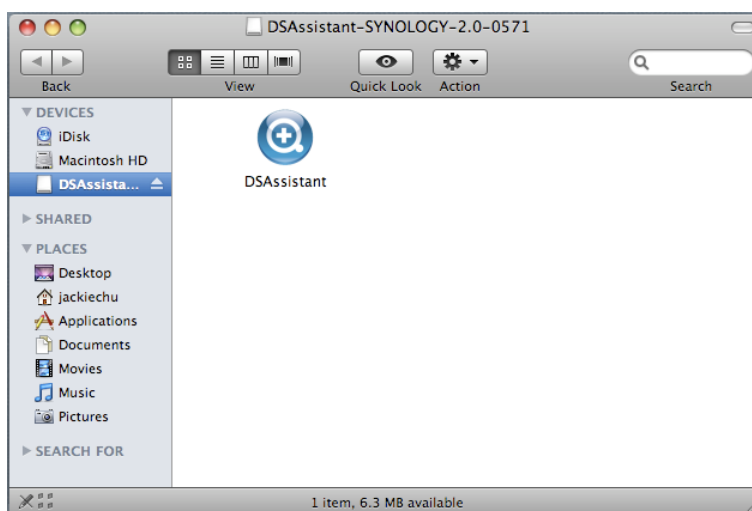 DSAssistant-SYNOLOGY-2.0-0571
Back
View
Quick Look
Action
Search
DEVICES
iDisk
Macintosh HD
DSAssista...
SHARED
PLACES
Desktop
jackiechu
Applications
Documents
Movies
Music
Pictures
SEARCH FOR
DSAssistant
1 item, 6.3 MB available